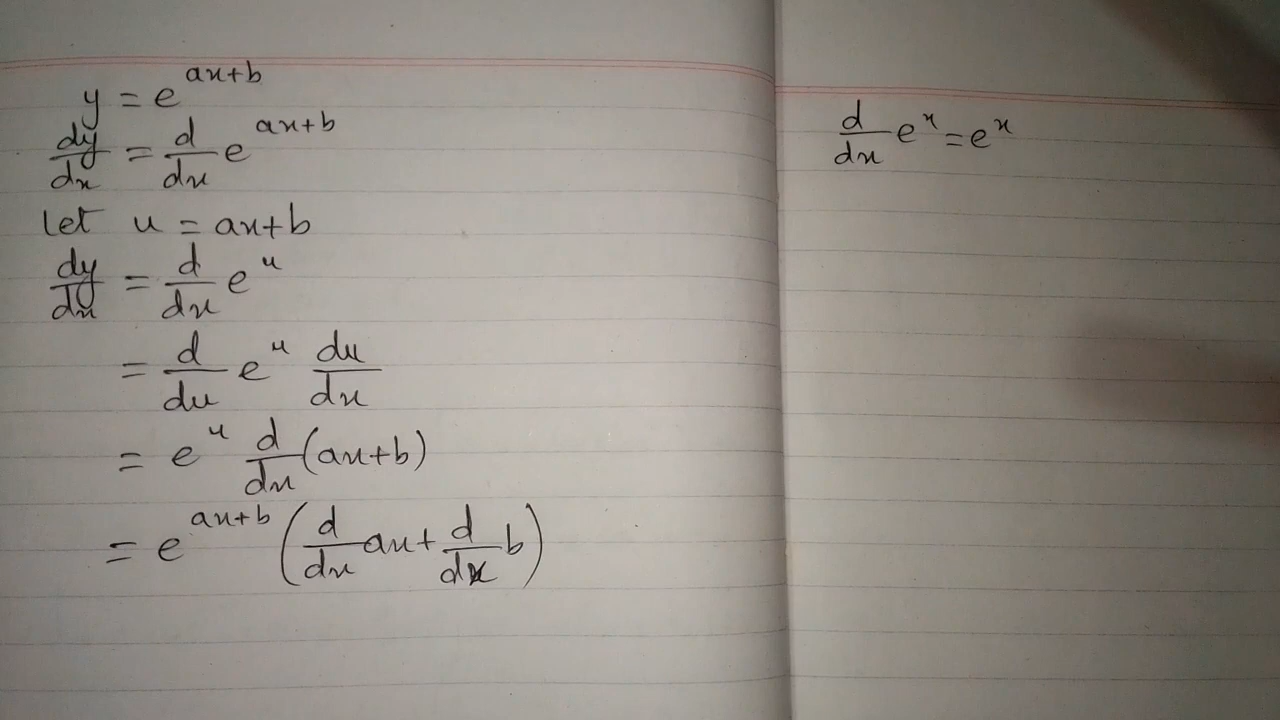 y = e^{ax+b}
dy/dx = d/dx e^{ax+b}
let u = ax+b
dy/dx = d/dx e^u
= d/du e^u du/dx
= e^u d/dx (ax+b)
= e^{ax+b} (d/dx ax + d/dx b)
d/dx e^x = e^x